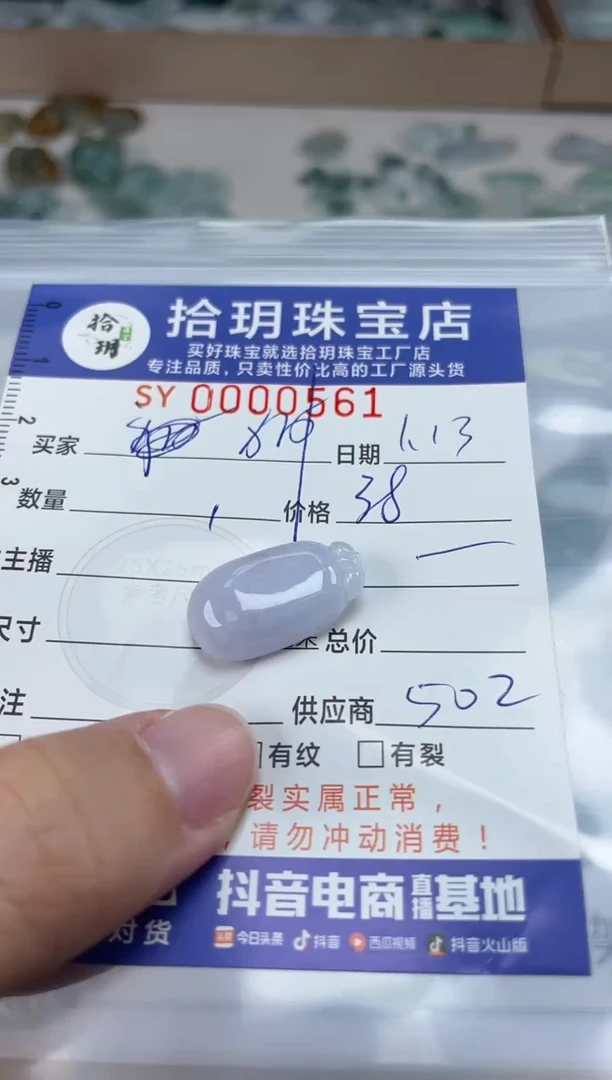 拾玥
拾玥珠宝店
买好珠宝就选拾玥珠宝工厂店
专注品质，只卖性价比高的工厂源头货
SY 0000561
买家 日期 1.13
数量 1 价格 38
主播
尺寸 总价
注 供应商 502
有纹 有裂
裂实属正常，
，请勿冲动消费！
抖音电商直播基地
对货 今日头条 抖音 西瓜视频 抖音火山版
0
1
2
3